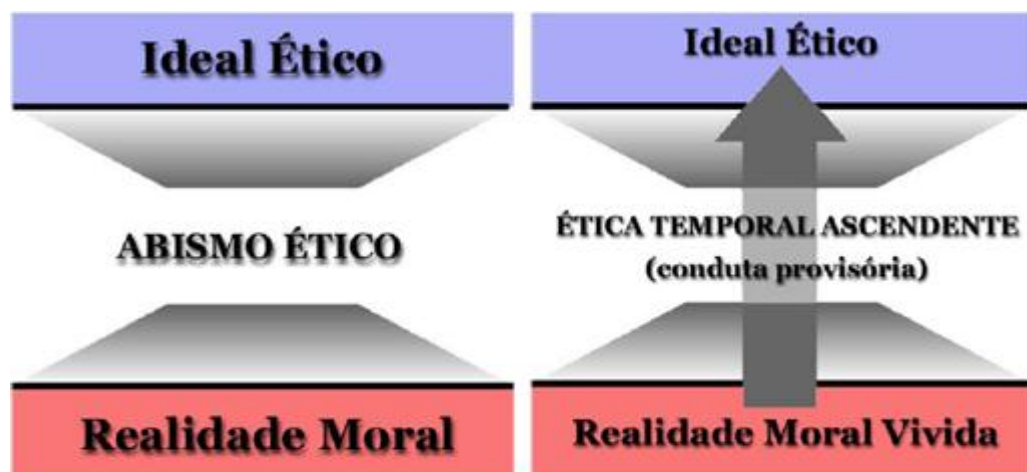 Ideal Ético
ABISMO ÉTICO
Realidade Moral
Ideal Ético
ÉTICA TEMPORAL ASCENDENTE
(conduta provisória)
Realidade Moral Vivida